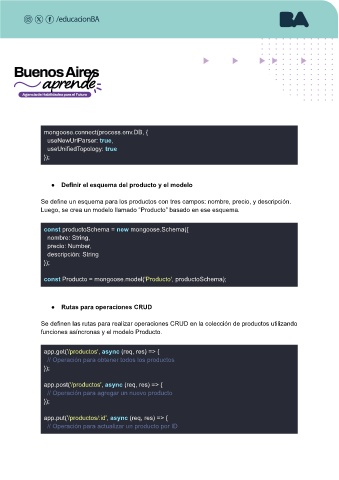 /educacionBA
BA
Buenos Aires
aprende
Agencia de Habilidades para el Futuro
mongoose.connect(process.env.DB, {
useNewUrlParser: true,
useUnifiedTopology: true
});
● Definir el esquema del producto y el modelo
Se define un esquema para los productos con tres campos: nombre, precio, y descripción.
Luego, se crea un modelo llamado "Producto" basado en ese esquema.
const productoSchema = new mongoose.Schema({
nombre: String,
precio: Number,
descripción: String
});
const Producto = mongoose.model('Producto', productoSchema);
● Rutas para operaciones CRUD
Se definen las rutas para realizar operaciones CRUD en la colección de productos utilizando
funciones asíncronas y el modelo Producto.
app.get('/productos', async (req, res) => {
// Operación para obtener todos los productos
});
app.post('/productos', async (req, res) => {
// Operación para agregar un nuevo producto
});
app.put('/productos/:id', async (req, res) => {
// Operación para actualizar un producto por ID